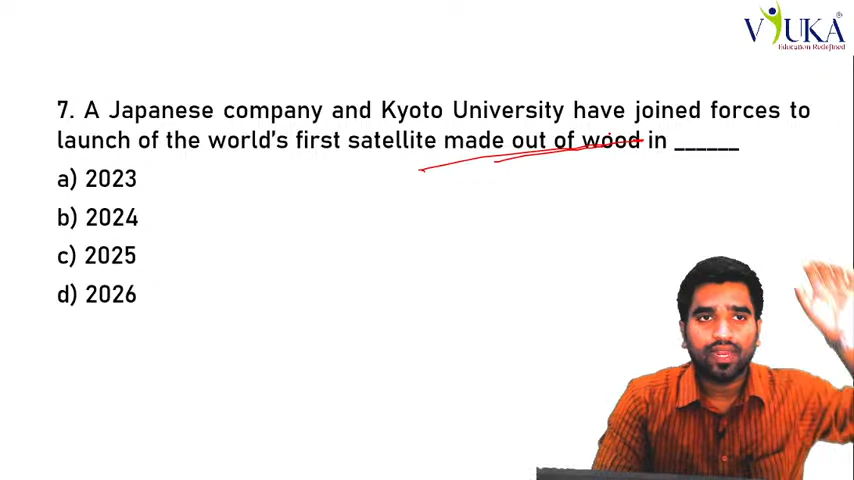 VYUKA
Education Redefined
7. A Japanese company and Kyoto University have joined forces to
launch of the world's first satellite made out of wood in ______
a) 2023
b) 2024
c) 2025
d) 2026